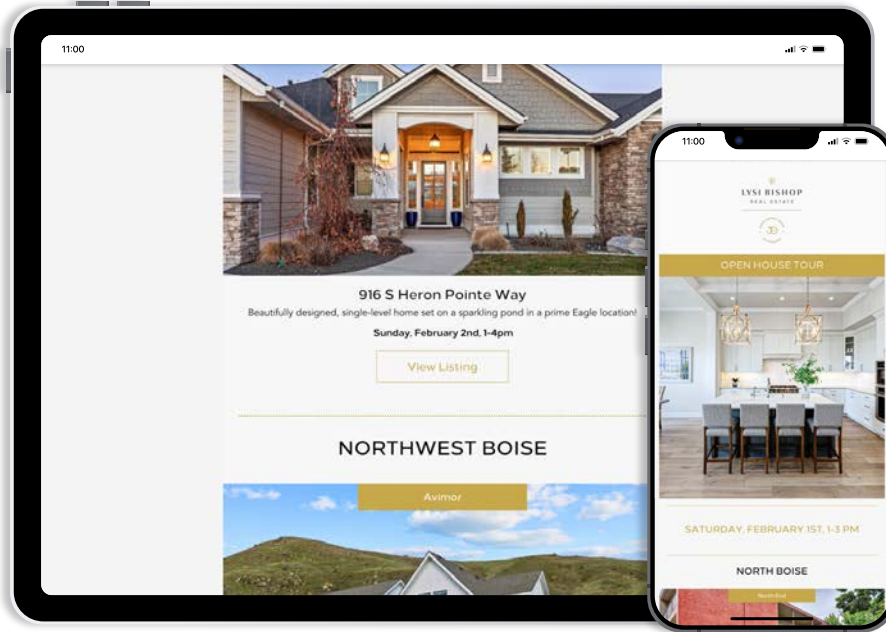 11:00
916 S Heron Pointe Way
Beautifully designed, single-level home set on a sparkling pond in a prime Eagle location!
Sunday, February 2nd, 1-4pm
View Listing
NORTHWEST BOISE
Avimor
11:00
LYSI BISHOP
REAL ESTATE
OPEN HOUSE TOUR
SATURDAY, FEBRUARY 1ST, 1-3 PM
NORTH BOISE
North End